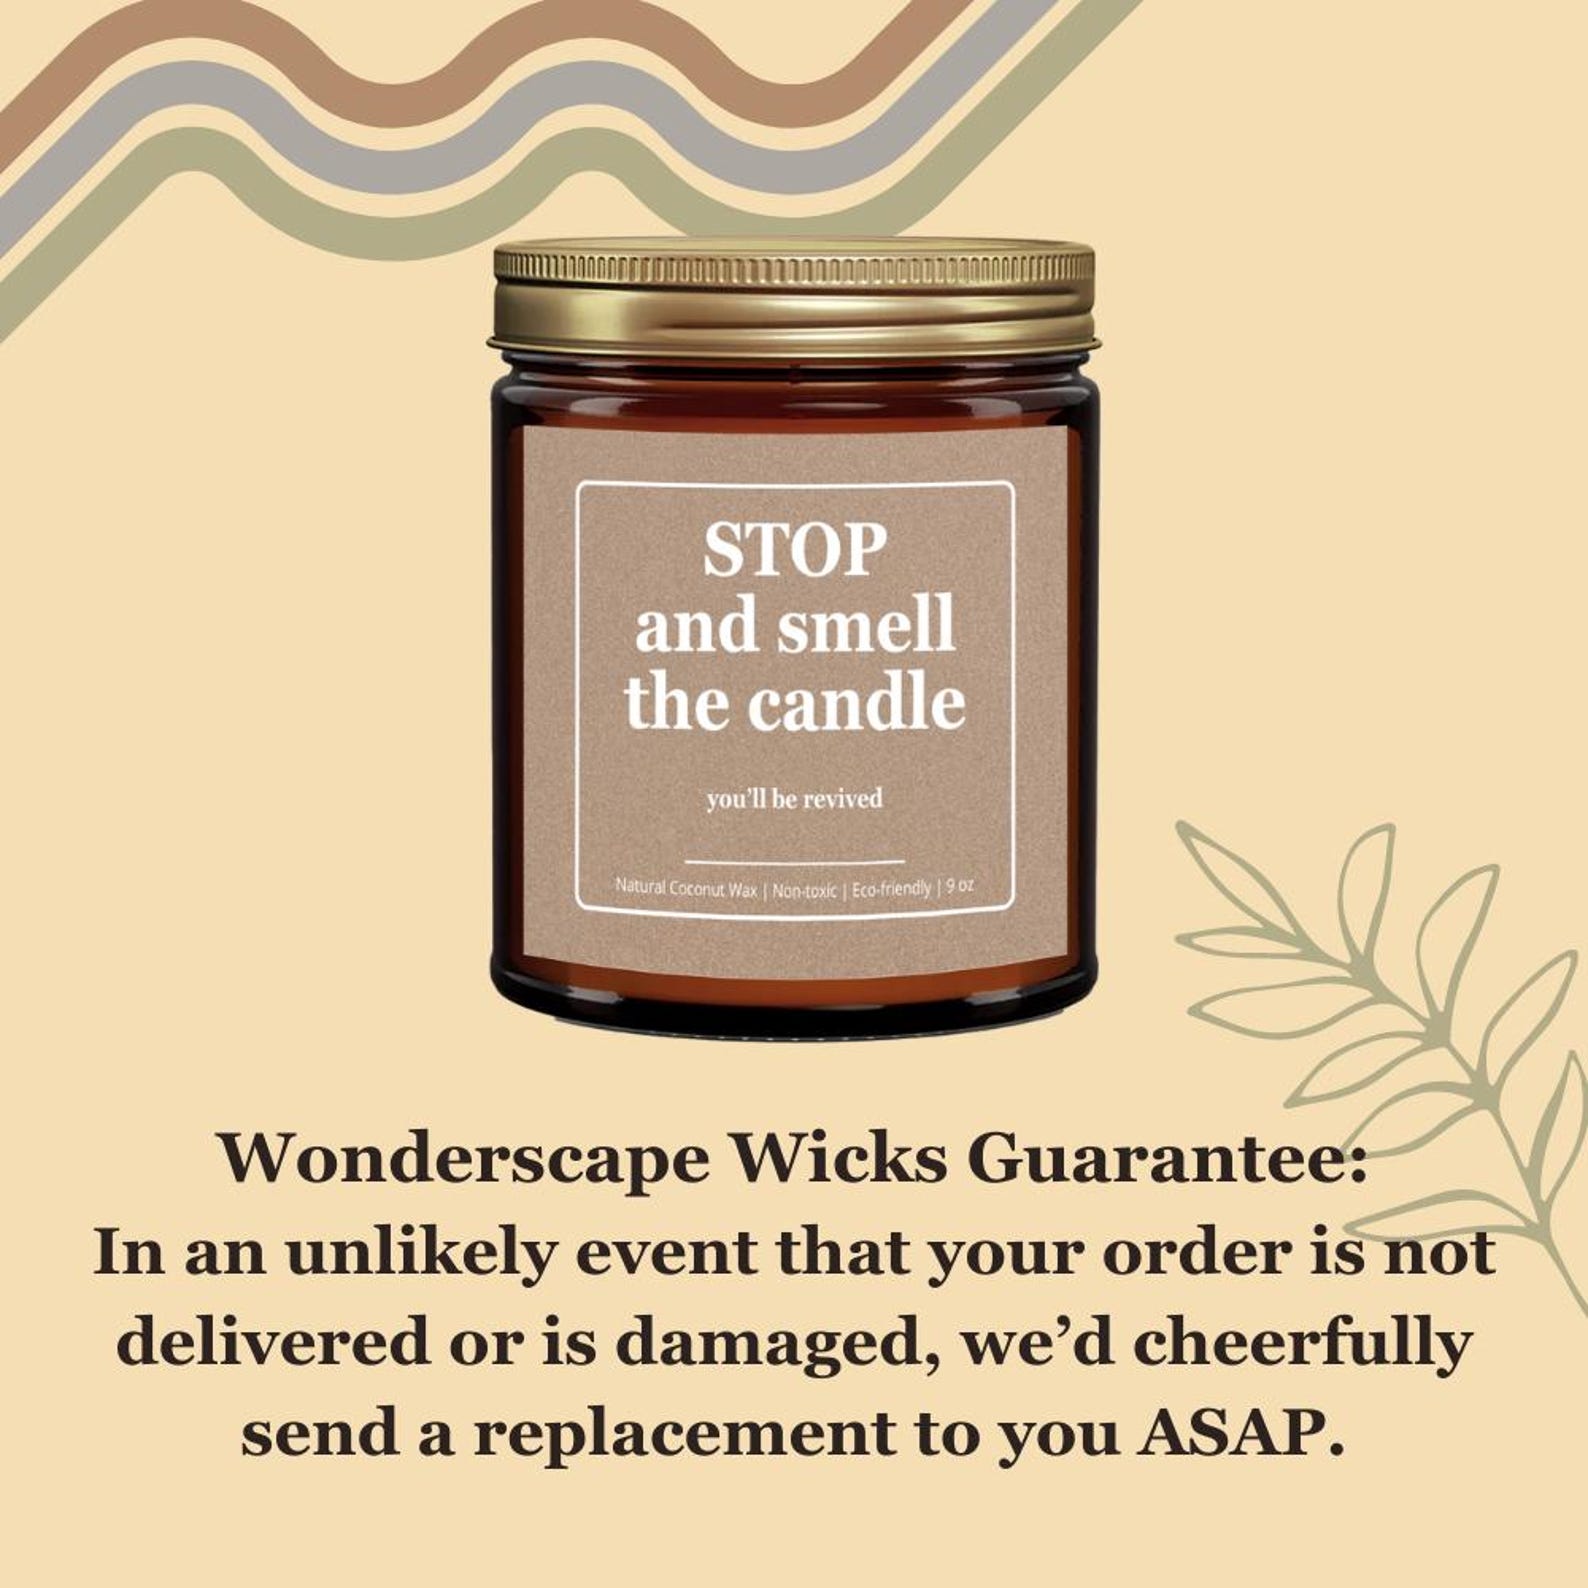 STOP
and smell
the candle
you'll be revived
Natural Coconut Wax | Non-toxic | Eco-friendly | 9 oz
Wonderscape Wicks Guarantee:
In an unlikely event that your order is not
delivered or is damaged, we'd cheerfully
send a replacement to you ASAP.